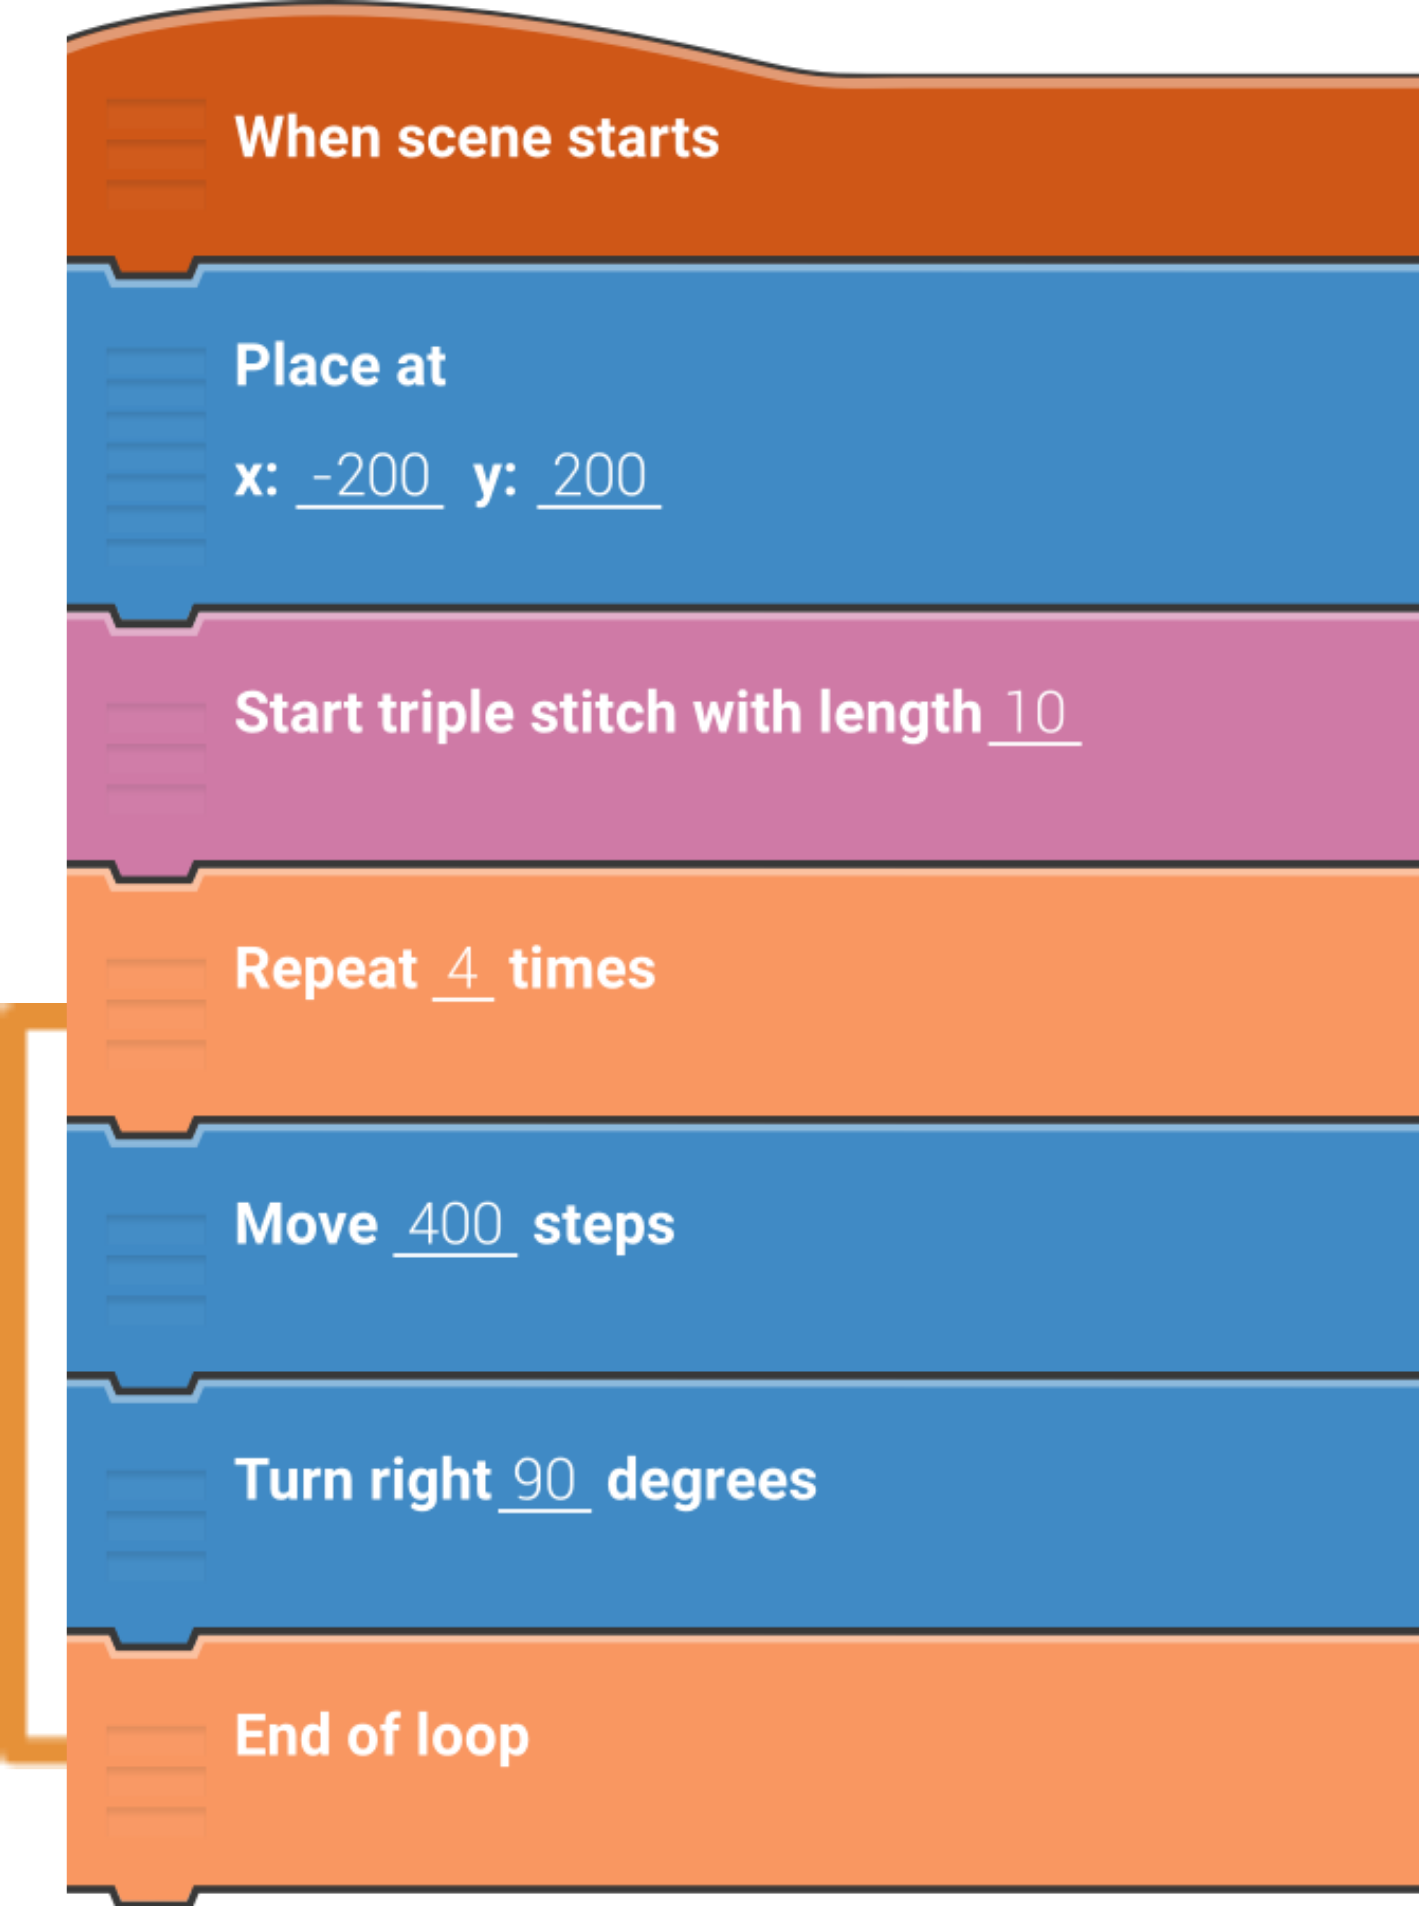 When scene starts
Place at
x: -200 y: 200
Start triple stitch with length 10
Repeat 4 times
Move 400 steps
Turn right 90 degrees
End of loop